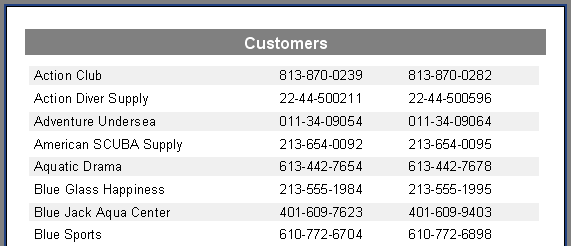 Customers
Action Club 813-870-0239 813-870-0282
Action Diver Supply 22-44-500211 22-44-500596
Adventure Undersea 011-34-09054 011-34-09064
American SCUBA Supply 213-654-0092 213-654-0095
Aquatic Drama 613-442-7654 613-442-7678
Blue Glass Happiness 213-555-1984 213-555-1995
Blue Jack Aqua Center 401-609-7623 401-609-9403
Blue Sports 610-772-6704 610-772-6898